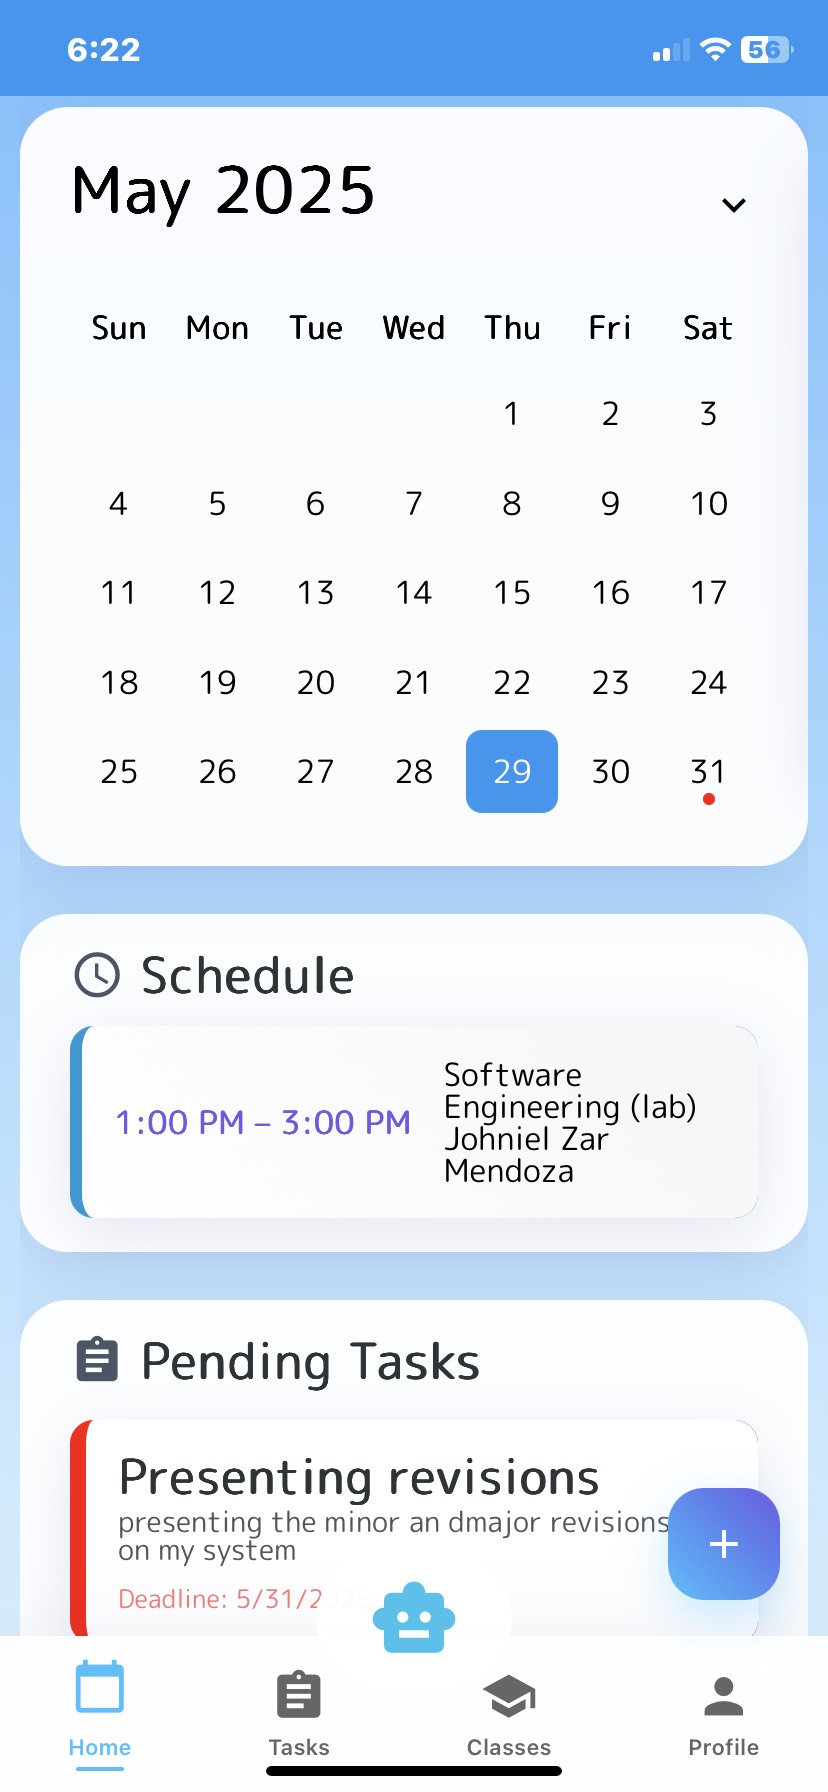 6:22
56
May 2025
Sun Mon Tue Wed Thu Fri Sat
1 2 3
4 5 6 7 8 9 10
11 12 13 14 15 16 17
18 19 20 21 22 23 24
25 26 27 28 29 30 31
Schedule
1:00 PM – 3:00 PM
Software
Engineering (lab)
Johniel Zar
Mendoza
Pending Tasks
Presenting revisions
presenting the minor an dmajor revisions
on my system
Deadline: 5/31/2025
+
Home Tasks Classes Profile